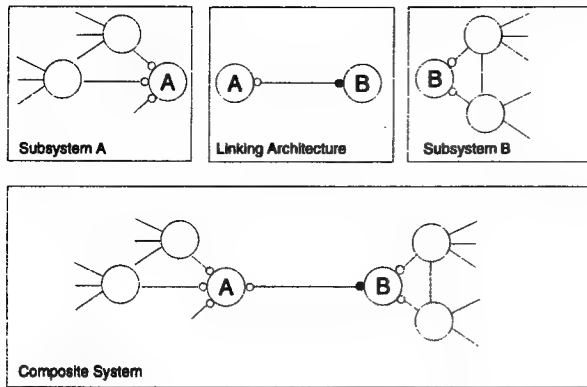 A
Subsystem A
A B
Linking Architecture
B
Subsystem B
A B
Composite System